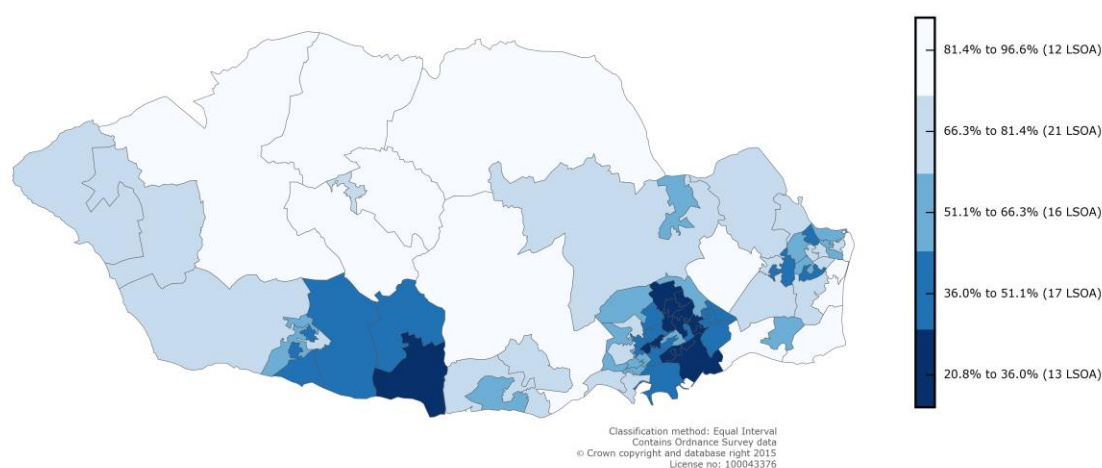 81.4% to 96.6% (12 LSOA)
66.3% to 81.4% (21 LSOA)
51.1% to 66.3% (16 LSOA)
36.0% to 51.1% (17 LSOA)
20.8% to 36.0% (13 LSOA)
Classification method: Equal Interval
Contains Ordnance Survey data
© Crown copyright and database right 2015
License no: 100043376